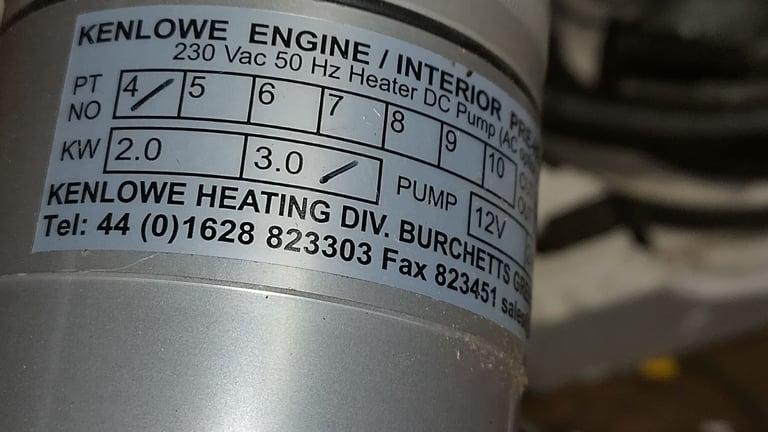 KENLOWE ENGINE / INTERIOR
230 Vac 50 Hz Heater DC Pump (AC
PT NO 4 5 6 7 8 9 10
KW 2.0 3.0 PUMP 12V
KENLOWE HEATING DIV. BURCHETTS
Tel: 44 (0)1628 823303 Fax 823451